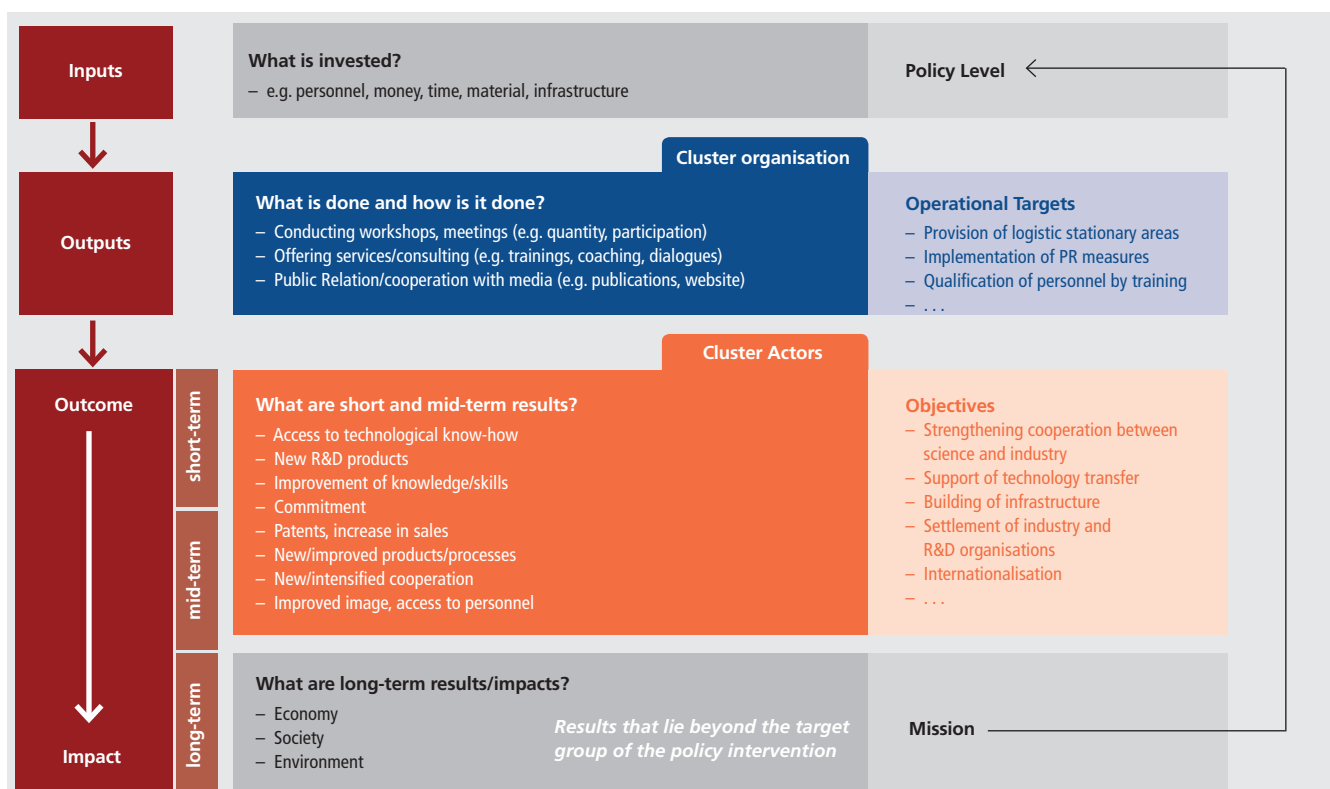 Inputs
What is invested?
– e.g. personnel, money, time, material, infrastructure
Policy Level
Cluster organisation
Outputs
What is done and how is it done?
– Conducting workshops, meetings (e.g. quantity, participation)
– Offering services/consulting (e.g. trainings, coaching, dialogues)
– Public Relation/cooperation with media (e.g. publications, website)
Operational Targets
– Provision of logistic stationary areas
– Implementation of PR measures
– Qualification of personnel by training
– . . .
Cluster Actors
Outcome
short-term
mid-term
What are short and mid-term results?
– Access to technological know-how
– New R&D products
– Improvement of knowledge/skills
– Commitment
– Patents, increase in sales
– New/improved products/processes
– New/intensified cooperation
– Improved image, access to personnel
Objectives
– Strengthening cooperation between
science and industry
– Support of technology transfer
– Building of infrastructure
– Settlement of industry and
R&D organisations
– Internationalisation
– . . .
Impact
long-term
What are long-term results/impacts?
– Economy
– Society
– Environment
Results that lie beyond the target
group of the policy intervention
Mission